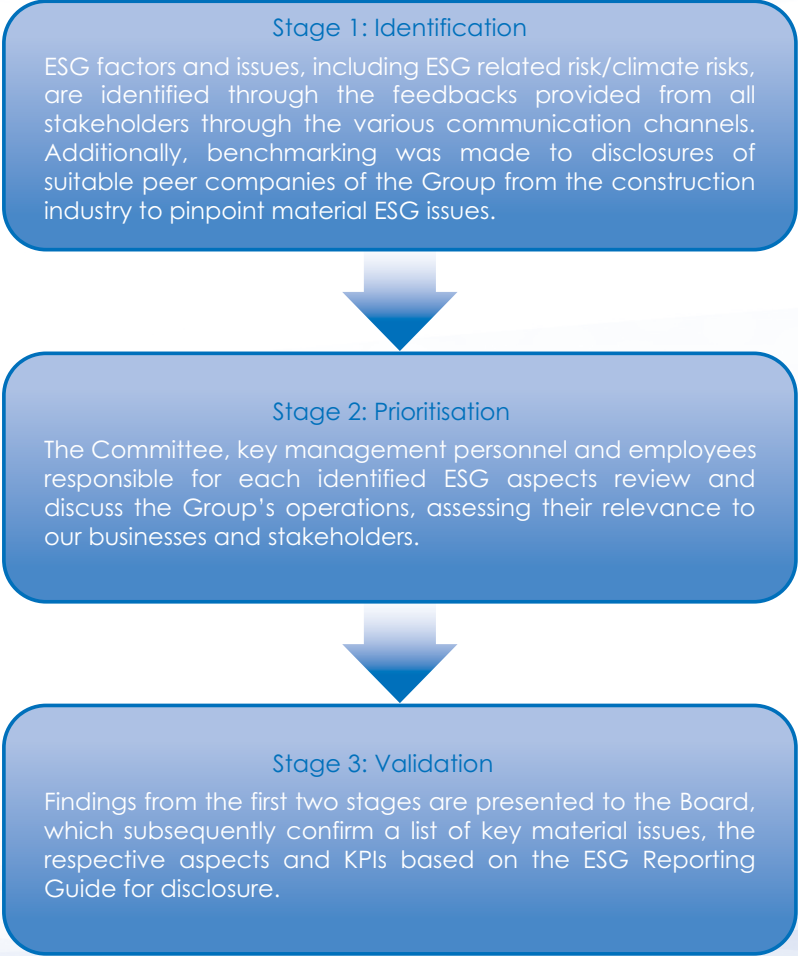 Stage 1: Identification
ESG factors and issues, including ESG related risk/climate risks,
are identified through the feedbacks provided from all
stakeholders through the various communication channels.
Additionally, benchmarking was made to disclosures of
suitable peer companies of the Group from the construction
industry to pinpoint material ESG issues.
Stage 2: Prioritisation
The Committee, key management personnel and employees
responsible for each identified ESG aspects review and
discuss the Group’s operations, assessing their relevance to
our businesses and stakeholders.
Stage 3: Validation
Findings from the first two stages are presented to the Board,
which subsequently confirm a list of key material issues, the
respective aspects and KPIs based on the ESG Reporting
Guide for disclosure.